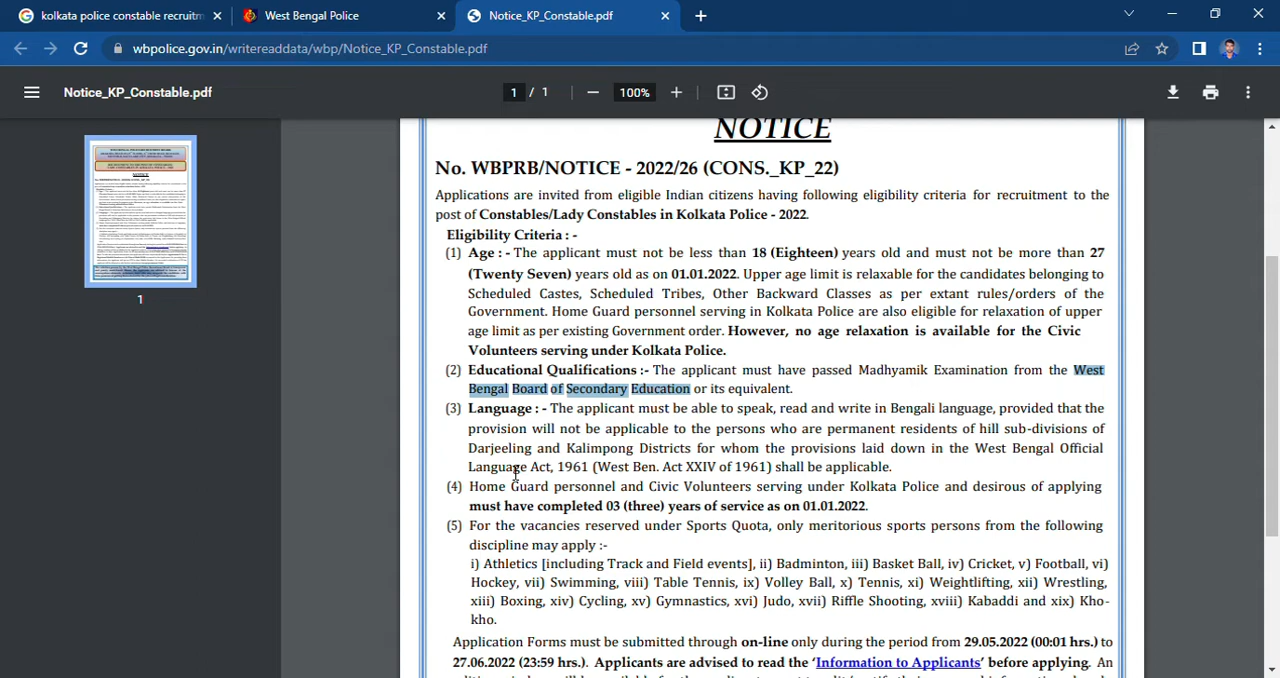 kolkata police constable recruitm
West Bengal Police
Notice_KP_Constable.pdf
wbpolice.gov.in/writereaddata/wbp/Notice_KP_Constable.pdf
Notice_KP_Constable.pdf
1 / 1
100%
1
NOTICE
No. WBPRB/NOTICE - 2022/26 (CONS._KP_22)
Applications are invited from eligible Indian citizens having following eligibility criteria for recruitment to the
post of Constables/Lady Constables in Kolkata Police - 2022.
Eligibility Criteria : -
(1) Age : - The applicant must not be less than 18 (Eighteen) years old and must not be more than 27
(Twenty Seven) years old as on 01.01.2022. Upper age limit is relaxable for the candidates belonging to
Scheduled Castes, Scheduled Tribes, Other Backward Classes as per extant rules/orders of the
Government. Home Guard personnel serving in Kolkata Police are also eligible for relaxation of upper
age limit as per existing Government order. However, no age relaxation is available for the Civic
Volunteers serving under Kolkata Police.
(2) Educational Qualifications :- The applicant must have passed Madhyamik Examination from the West
Bengal Board of Secondary Education or its equivalent.
(3) Language : - The applicant must be able to speak, read and write in Bengali language, provided that the
provision will not be applicable to the persons who are permanent residents of hill sub-divisions of
Darjeeling and Kalimpong Districts for whom the provisions laid down in the West Bengal Official
Language Act, 1961 (West Ben. Act XXIV of 1961) shall be applicable.
(4) Home Guard personnel and Civic Volunteers serving under Kolkata Police and desirous of applying
must have completed 03 (three) years of service as on 01.01.2022.
(5) For the vacancies reserved under Sports Quota, only meritorious sports persons from the following
discipline may apply :-
i) Athletics [including Track and Field events], ii) Badminton, iii) Basket Ball, iv) Cricket, v) Football, vi)
Hockey, vii) Swimming, viii) Table Tennis, ix) Volley Ball, x) Tennis, xi) Weightlifting, xii) Wrestling,
xiii) Boxing, xiv) Cycling, xv) Gymnastics, xvi) Judo, xvii) Riffle Shooting, xviii) Kabaddi and xix) Kho-
kho.
Application Forms must be submitted through on-line only during the period from 29.05.2022 (00:01 hrs.) to
27.06.2022 (23:59 hrs.). Applicants are advised to read the 'Information to Applicants' before applying. An